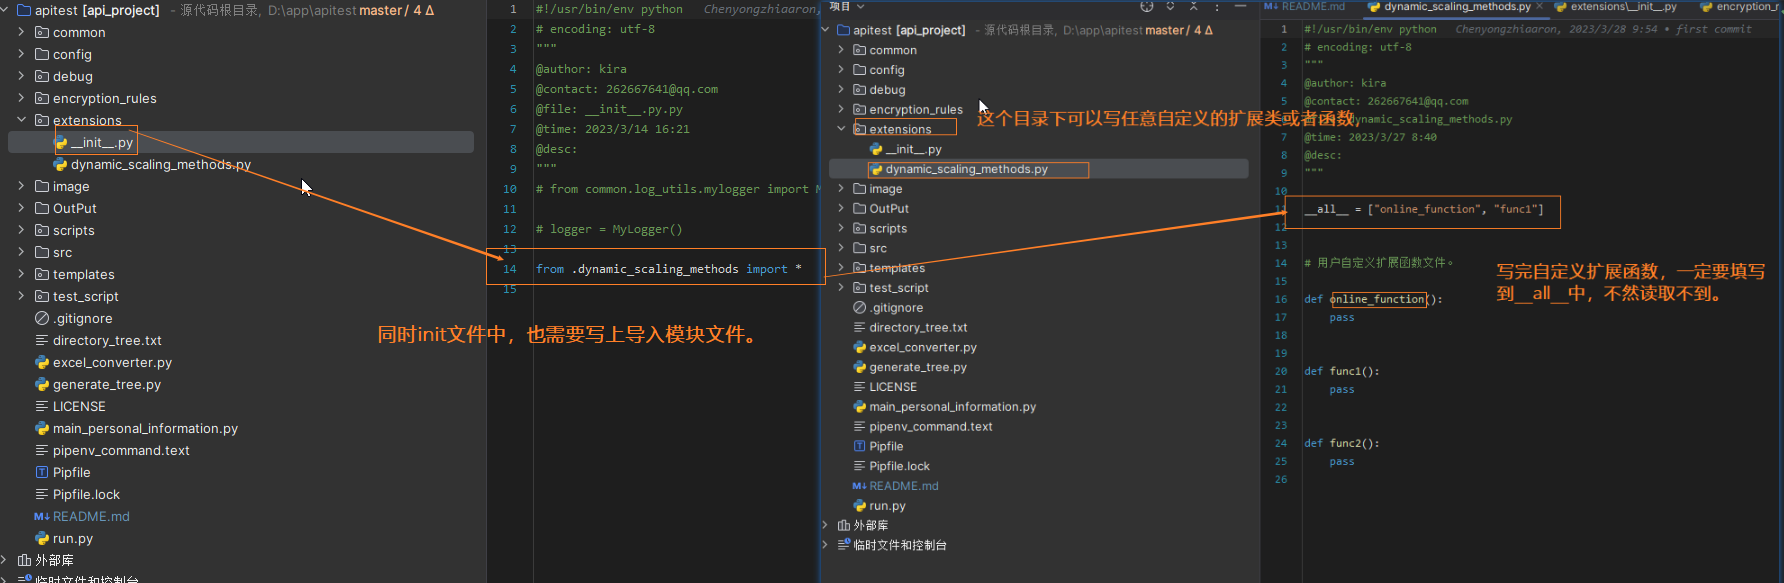 apitest [api_project] - 源代码根目录, D:\app\apitest master / 4 Δ
common
config
debug
encryption_rules
extensions
__init__.py
dynamic_scaling_methods.py
image
OutPut
scripts
src
templates
test_script
.gitignore
directory_tree.txt
excel_converter.py
generate_tree.py
LICENSE
main_personal_information.py
pipenv_command.text
Pipfile
Pipfile.lock
README.md
run.py
外部库
临时文件和控制台
1 #!/usr/bin/env python Chenyongzhiaaron,
2 # encoding: utf-8
3 """
4 @author: kira
5 @contact: 262667641@qq.com
6 @file: __init__.py.py
7 @time: 2023/3/14 16:21
8 @desc:
9 """
10 # from common.log_utils.mylogger import M
11
12 # logger = MyLogger()
13
14 from .dynamic_scaling_methods import *
15
同时init文件中，也需要写上导入模块文件。
项目
apitest [api_project] - 源代码根目录, D:\app\apitest master / 4 Δ
common
config
debug
encryption_rules
extensions
__init__.py
dynamic_scaling_methods.py
image
OutPut
scripts
src
templates
test_script
.gitignore
directory_tree.txt
excel_converter.py
generate_tree.py
LICENSE
main_personal_information.py
pipenv_command.text
Pipfile
Pipfile.lock
README.md
run.py
外部库
临时文件和控制台
这个目录下可以写任意自定义的扩展类或者函数，
README.md dynamic_scaling_methods.py extensions\__init__.py encryption_r
1 #!/usr/bin/env python Chenyongzhiaaron, 2023/3/28 9:54 • first commit
2 # encoding: utf-8
3 """
4 @author: kira
5 @contact: 262667641@qq.com
dynamic_scaling_methods.py
7 @time: 2023/3/27 8:40
8 @desc:
9 """
10
11 __all__ = ["online_function", "func1"]
12
13
14 # 用户自定义扩展函数文件。
15
16 def online_function():
17 pass
18
19
20 def func1():
21 pass
22
23
24 def func2():
25 pass
26
写完自定义扩展函数，一定要填写
到__all__中，不然读取不到。